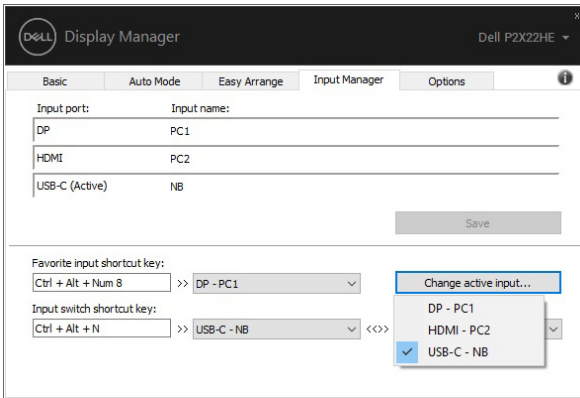 DELL Display Manager Dell P2X22HE
Basic Auto Mode Easy Arrange Input Manager Options
Input port: Input name:
DP PC1
HDMI PC2
USB-C (Active) NB
Save
Favorite input shortcut key:
Ctrl + Alt + Num 8 >> DP - PC1 Change active input...
Input switch shortcut key:
Ctrl + Alt + N >> USB-C - NB <<>>
DP - PC1
HDMI - PC2
USB-C - NB